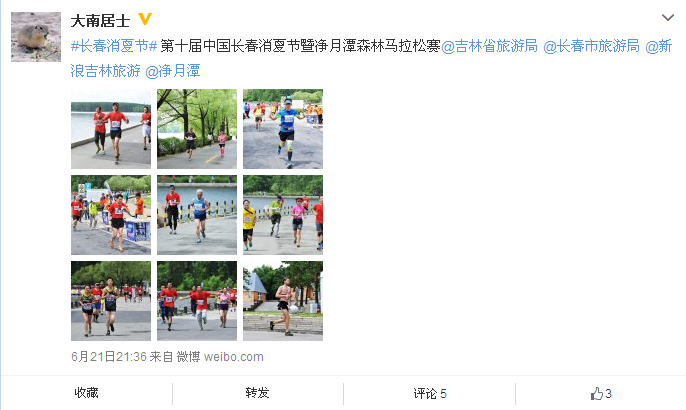 大南居士
#长春消夏节# 第十届中国长春消夏节暨净月潭森林马拉松赛@吉林省旅游局 @长春市旅游局 @新
浪吉林旅游 @净月潭
6月21日21:36 来自 微博 weibo.com
收藏 转发 评论 5 3